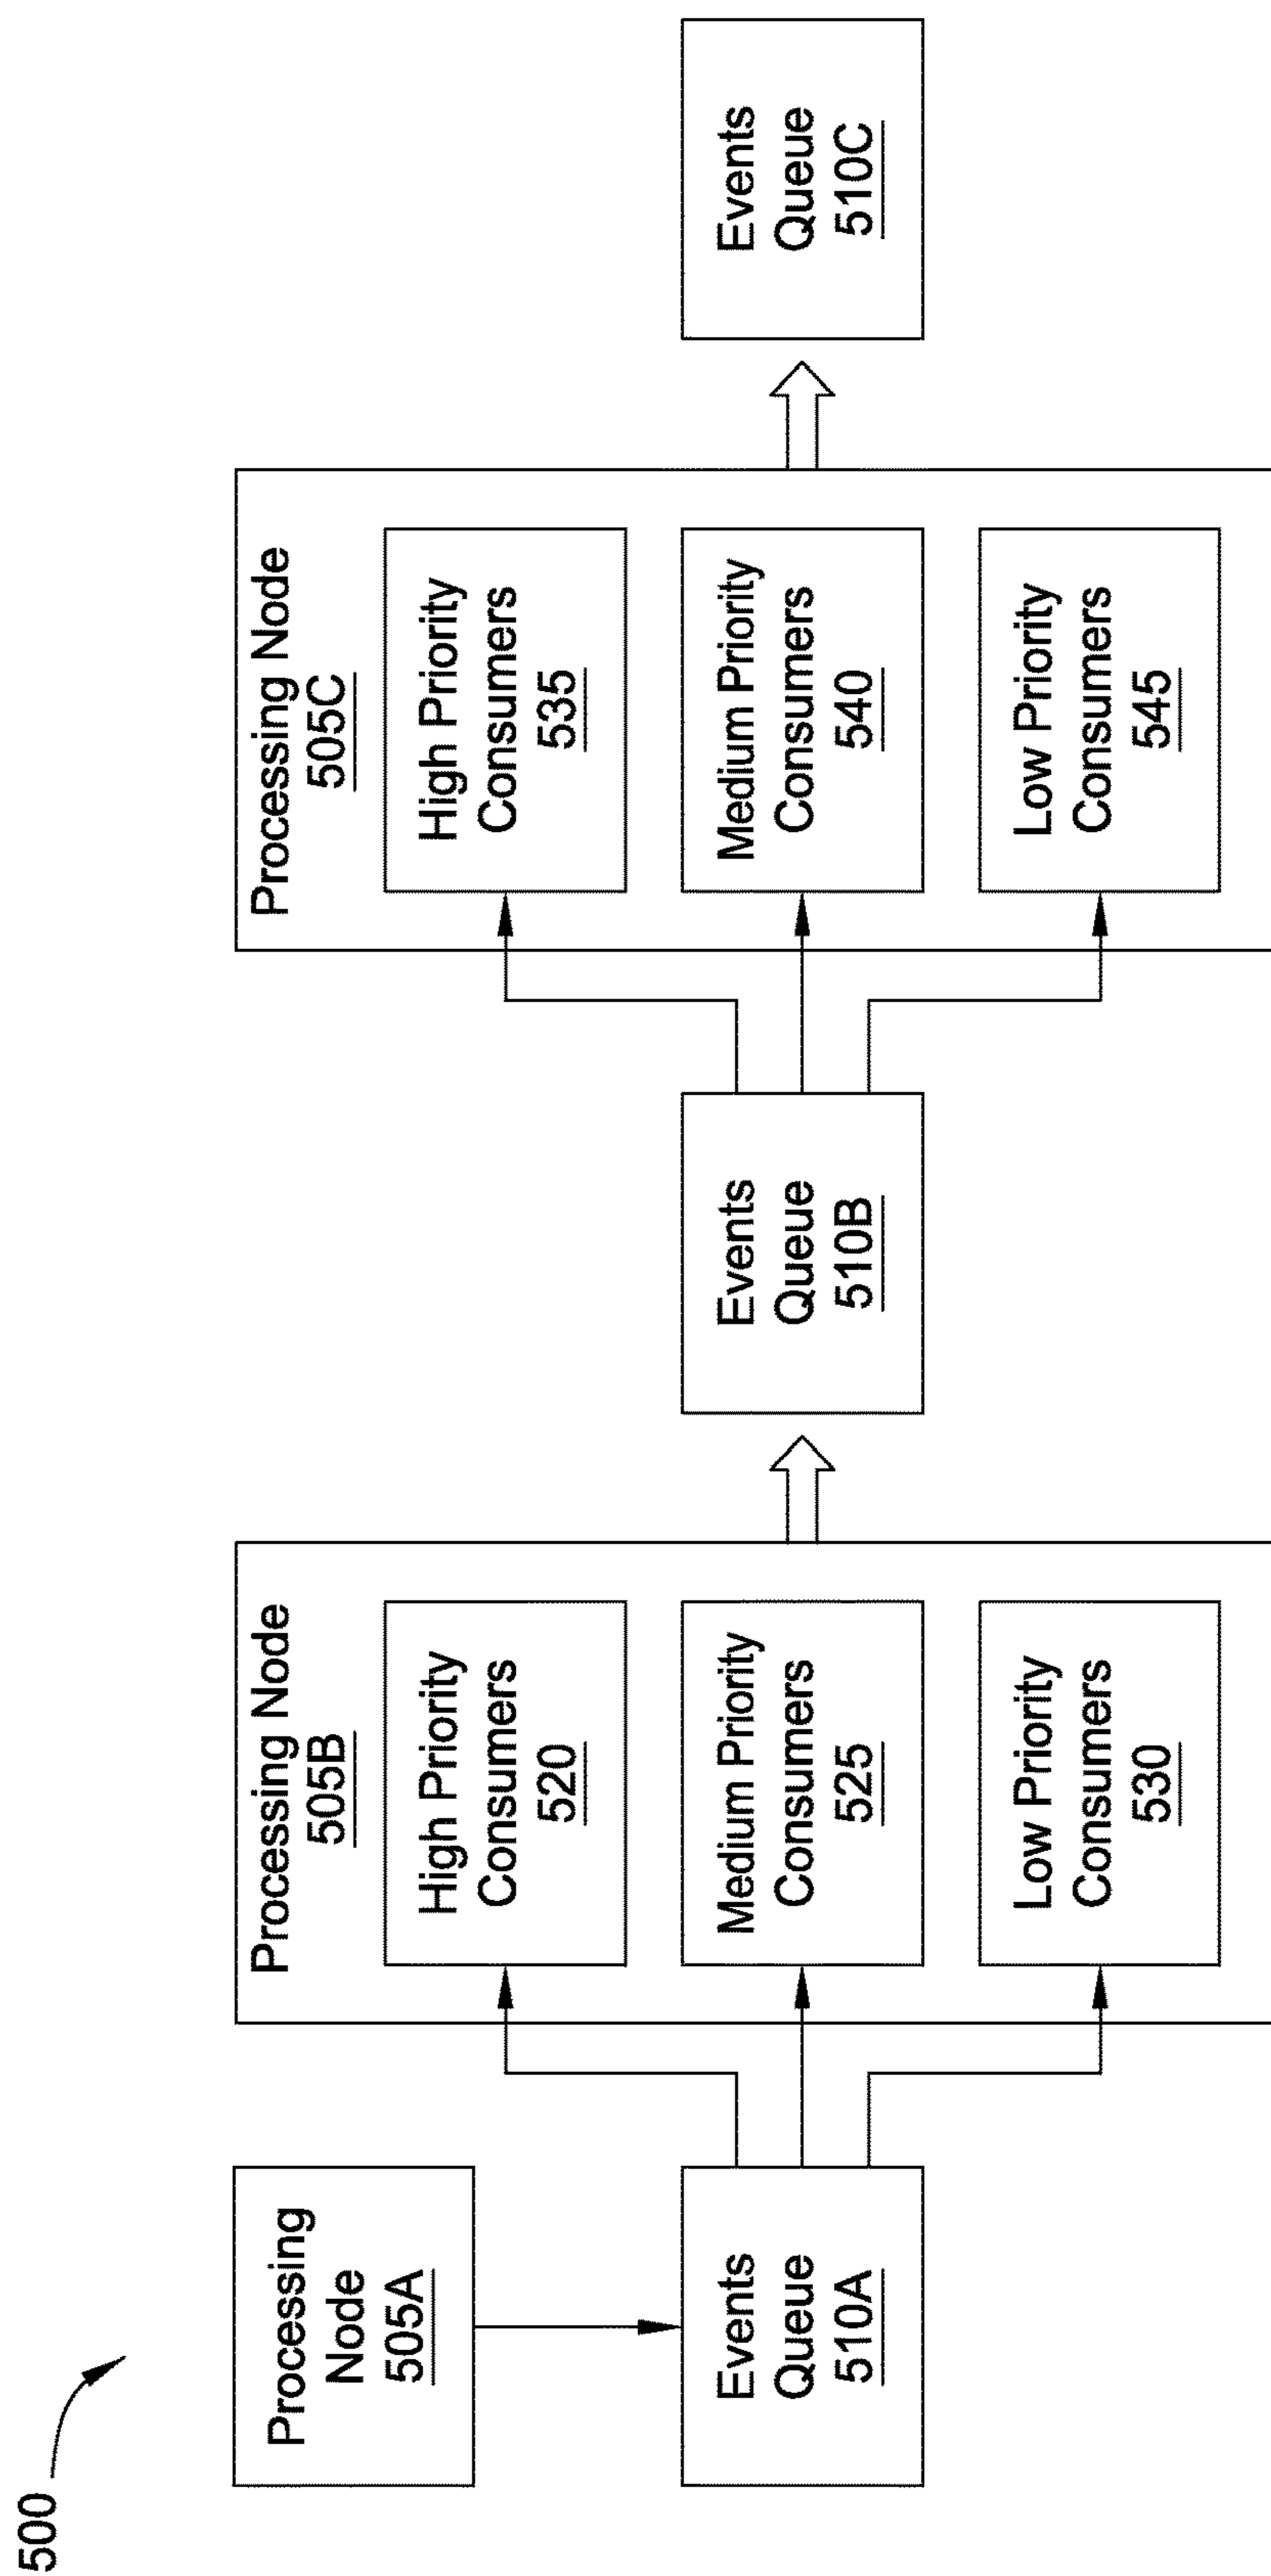 500
Processing
Node
505A
Events
Queue
510A
Processing Node
505B
High Priority
Consumers
520
Medium Priority
Consumers
525
Low Priority
Consumers
530
Events
Queue
510B
Processing Node
505C
High Priority
Consumers
535
Medium Priority
Consumers
540
Low Priority
Consumers
545
Events
Queue
510C